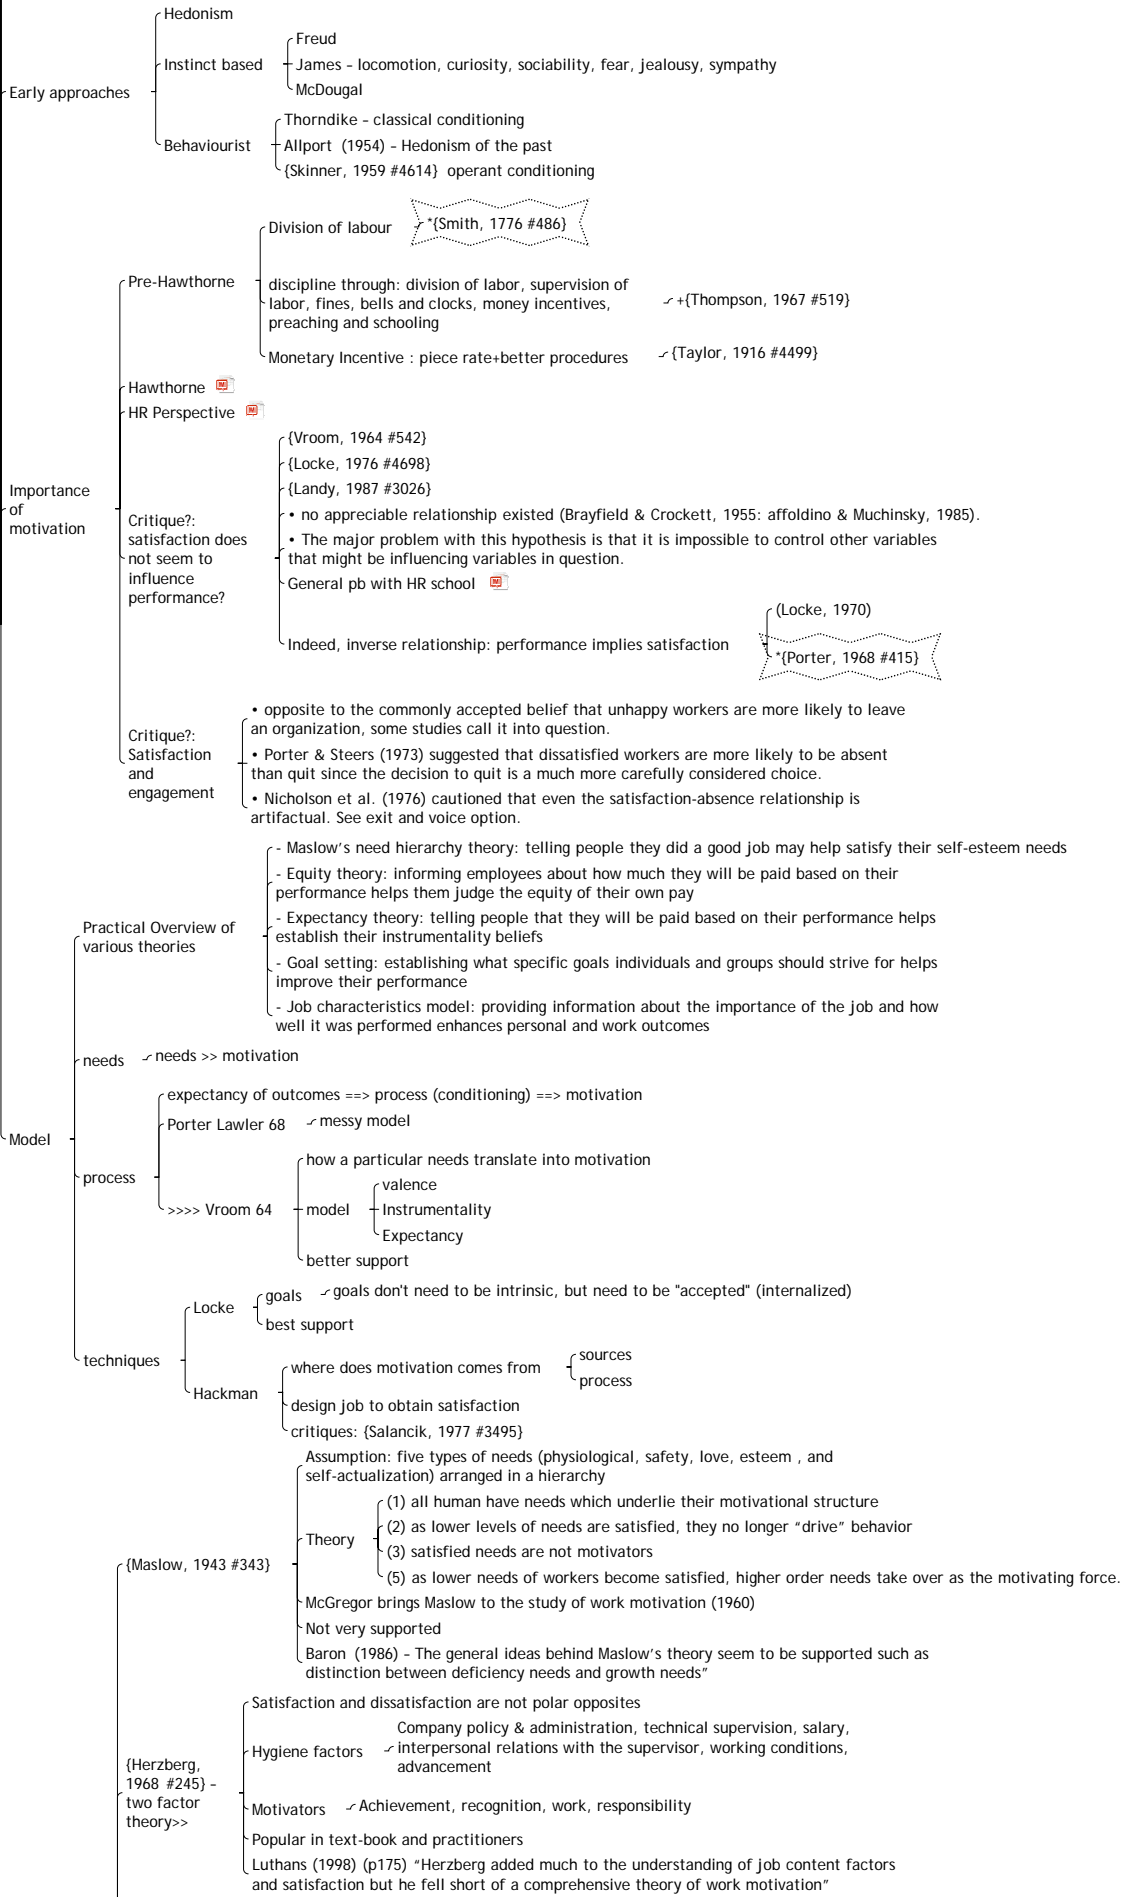 Hedonism
Early approaches
Instinct based
Freud
James – locomotion, curiosity, sociability, fear, jealousy, sympathy
McDougal
Behaviourist
Thorndike – classical conditioning
Allport (1954) – Hedonism of the past
{Skinner, 1959 #4614} operant conditioning
Importance
of
motivation
Pre-Hawthorne
Division of labour
*{Smith, 1776 #486}
discipline through: division of labor, supervision of
labor, fines, bells and clocks, money incentives,
preaching and schooling
+{Thompson, 1967 #519}
Monetary Incentive : piece rate+better procedures
{Taylor, 1916 #4499}
Hawthorne
HR Perspective
Critique?:
satisfaction does
not seem to
influence
performance?
{Vroom, 1964 #542}
{Locke, 1976 #4698}
{Landy, 1987 #3026}
• no appreciable relationship existed (Brayfield & Crockett, 1955: affoldino & Muchinsky, 1985).
• The major problem with this hypothesis is that it is impossible to control other variables
that might be influencing variables in question.
General pb with HR school
Indeed, inverse relationship: performance implies satisfaction
(Locke, 1970)
*{Porter, 1968 #415}
Critique?:
Satisfaction
and
engagement
• opposite to the commonly accepted belief that unhappy workers are more likely to leave
an organization, some studies call it into question.
• Porter & Steers (1973) suggested that dissatisfied workers are more likely to be absent
than quit since the decision to quit is a much more carefully considered choice.
• Nicholson et al. (1976) cautioned that even the satisfaction-absence relationship is
artifactual. See exit and voice option.
Model
Practical Overview of
various theories
- Maslow's need hierarchy theory: telling people they did a good job may help satisfy their self-esteem needs
- Equity theory: informing employees about how much they will be paid based on their
performance helps them judge the equity of their own pay
- Expectancy theory: telling people that they will be paid based on their performance helps
establish their instrumentality beliefs
- Goal setting: establishing what specific goals individuals and groups should strive for helps
improve their performance
- Job characteristics model: providing information about the importance of the job and how
well it was performed enhances personal and work outcomes
needs
needs >> motivation
process
expectancy of outcomes ==> process (conditioning) ==> motivation
Porter Lawler 68
messy model
>>>> Vroom 64
how a particular needs translate into motivation
model
valence
Instrumentality
Expectancy
better support
techniques
Locke
goals
goals don't need to be intrinsic, but need to be "accepted" (internalized)
best support
Hackman
where does motivation comes from
sources
process
design job to obtain satisfaction
critiques: {Salancik, 1977 #3495}
{Maslow, 1943 #343}
Assumption: five types of needs (physiological, safety, love, esteem , and
self-actualization) arranged in a hierarchy
Theory
(1) all human have needs which underlie their motivational structure
(2) as lower levels of needs are satisfied, they no longer “drive” behavior
(3) satisfied needs are not motivators
(5) as lower needs of workers become satisfied, higher order needs take over as the motivating force.
McGregor brings Maslow to the study of work motivation (1960)
Not very supported
Baron (1986) – The general ideas behind Maslow's theory seem to be supported such as
distinction between deficiency needs and growth needs”
{Herzberg,
1968 #245} –
two factor
theory>>
Satisfaction and dissatisfaction are not polar opposites
Hygiene factors
Company policy & administration, technical supervision, salary,
interpersonal relations with the supervisor, working conditions,
advancement
Motivators
Achievement, recognition, work, responsibility
Popular in text-book and practitioners
Luthans (1998) (p175) “Herzberg added much to the understanding of job content factors
and satisfaction but he fell short of a comprehensive theory of work motivation”